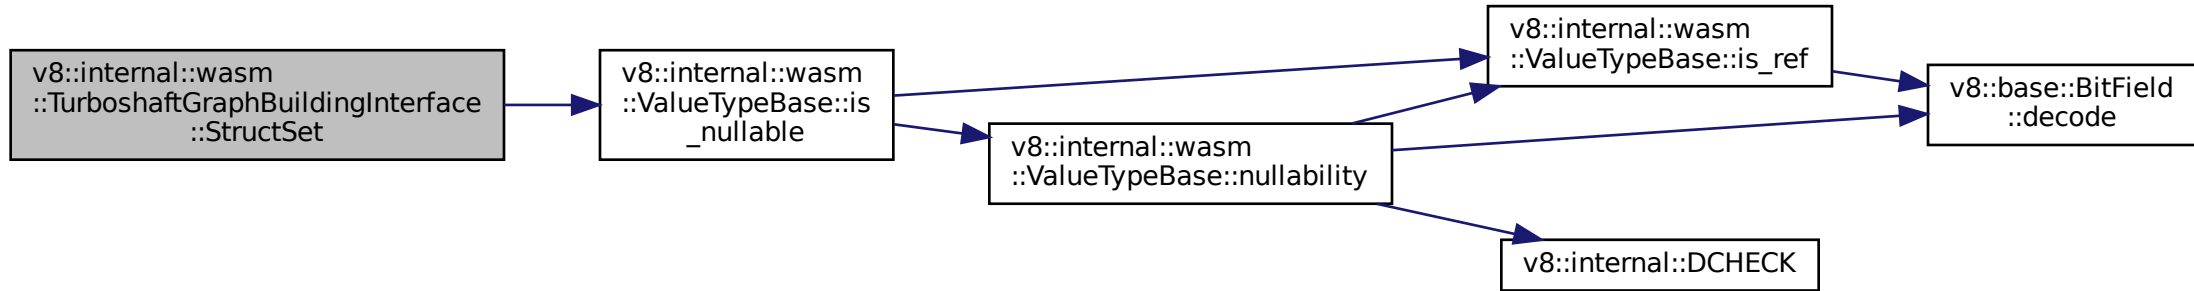 v8::internal::wasm
::TurboshaftGraphBuildingInterface
::StructSet
v8::internal::wasm
::ValueTypeBase::is
_nullable
v8::internal::wasm
::ValueTypeBase::nullability
v8::internal::wasm
::ValueTypeBase::is_ref
v8::internal::DCHECK
v8::base::BitField
::decode